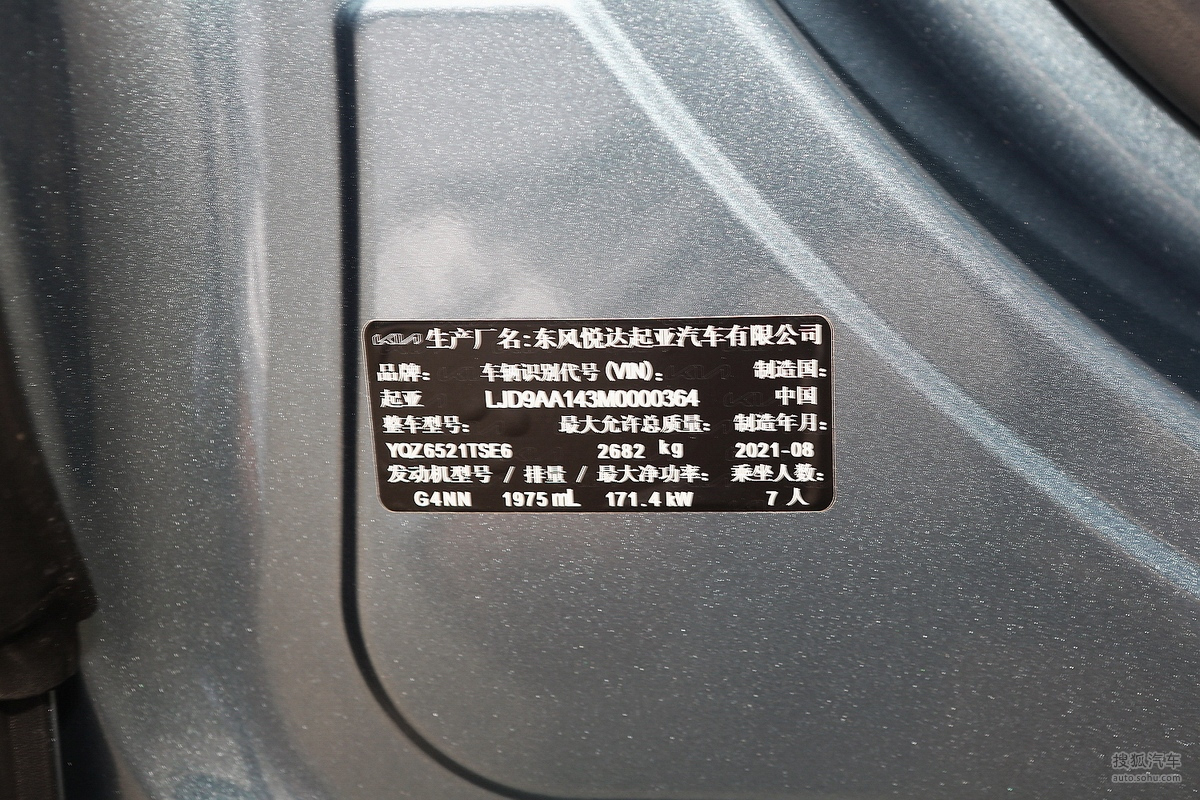 KIA 生产厂名:东风悦达起亚汽车有限公司
品牌: 车辆识别代号(VIN): 制造国:
起亚 LJD9AA143M0000364 中国
整车型号: 最大允许总质量: 制造年月:
YQZ6521TSE6 2682 kg 2021-08
发动机型号 / 排量 / 最大净功率: 乘坐人数:
G4NN 1975 mL 171.4 kW 7 人
搜狐汽车
auto.sohu.com